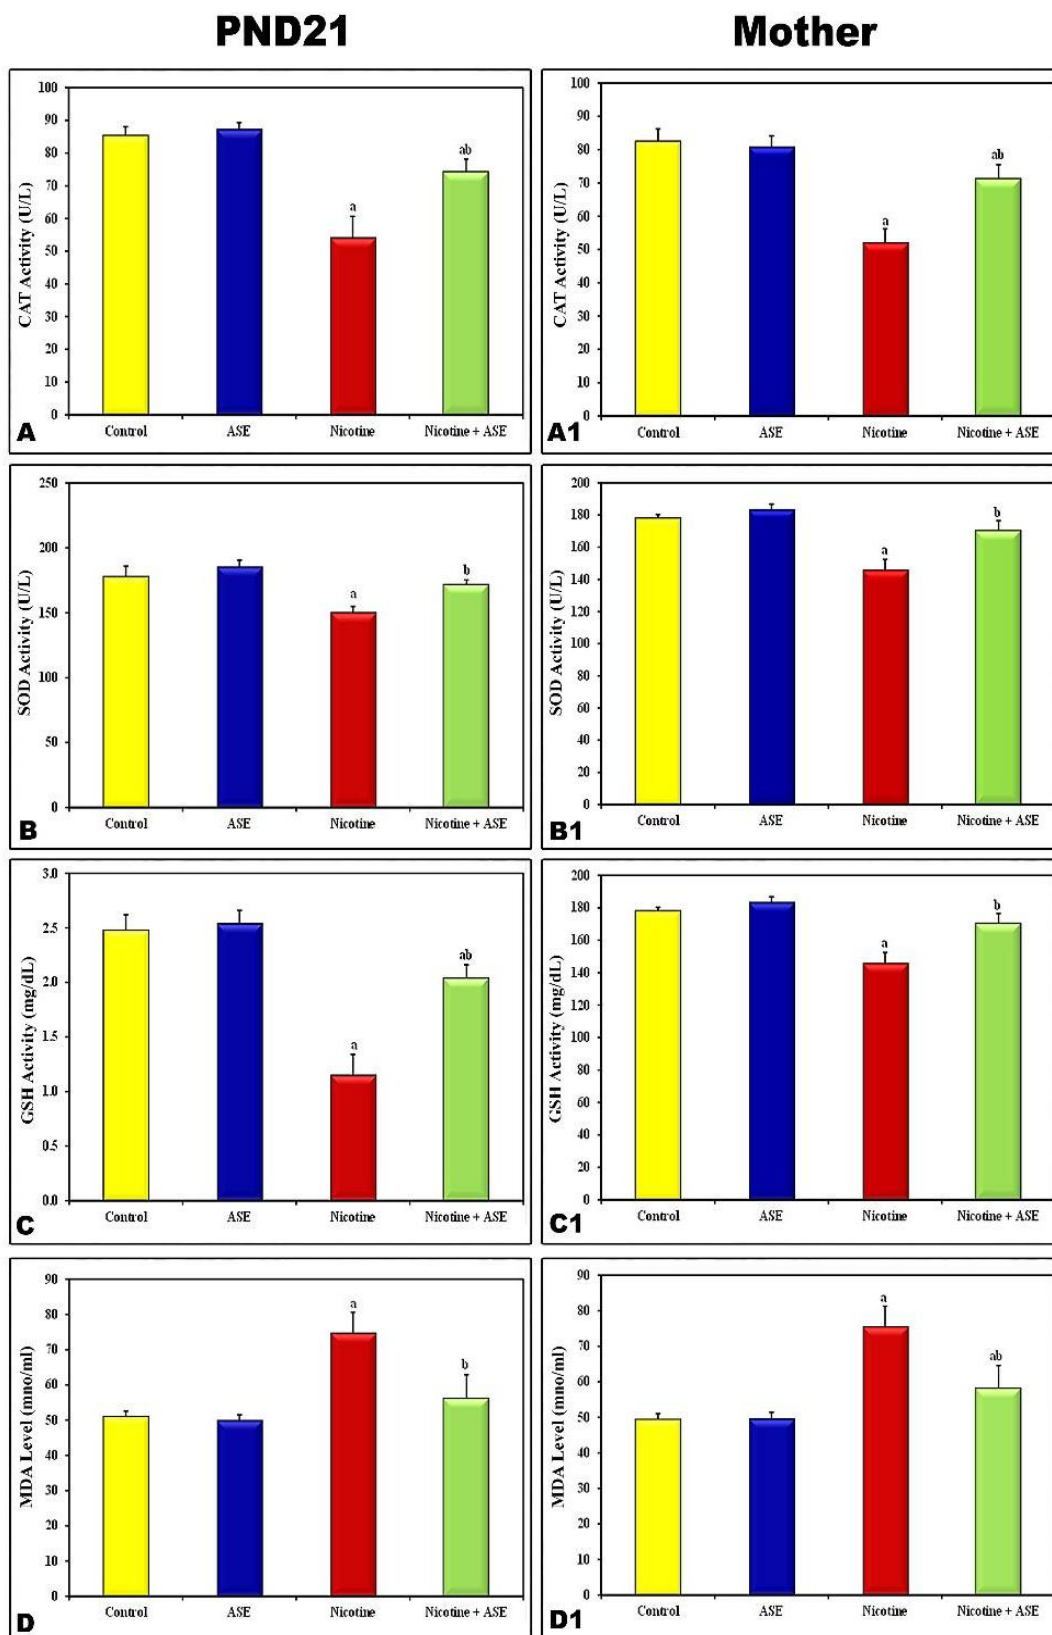 PND21
Mother
100
90
80
70
60
50
40
30
20
10
0
CAT Activity (U/L)
a
ab
Control ASE Nicotine Nicotine + ASE
A
100
90
80
70
60
50
40
30
20
10
0
CAT Activity (U/L)
a
ab
Control ASE Nicotine Nicotine + ASE
A1
250
200
150
100
50
0
SOD Activity (U/L)
a
b
Control ASE Nicotine Nicotine + ASE
B
200
180
160
140
120
100
80
60
40
20
0
SOD Activity (U/L)
a
b
Control ASE Nicotine Nicotine + ASE
B1
3.0
2.5
2.0
1.5
1.0
0.5
0.0
GSH Activity (mg/dL)
a
ab
Control ASE Nicotine Nicotine + ASE
C
200
180
160
140
120
100
80
60
40
20
0
GSH Activity (mg/dL)
a
b
Control ASE Nicotine Nicotine + ASE
C1
90
80
70
60
50
40
30
20
10
0
MDA Level (mno/ml)
a
b
Control ASE Nicotine Nicotine + ASE
D
90
80
70
60
50
40
30
20
10
0
MDA Level (mno/ml)
a
ab
Control ASE Nicotine Nicotine + ASE
D1